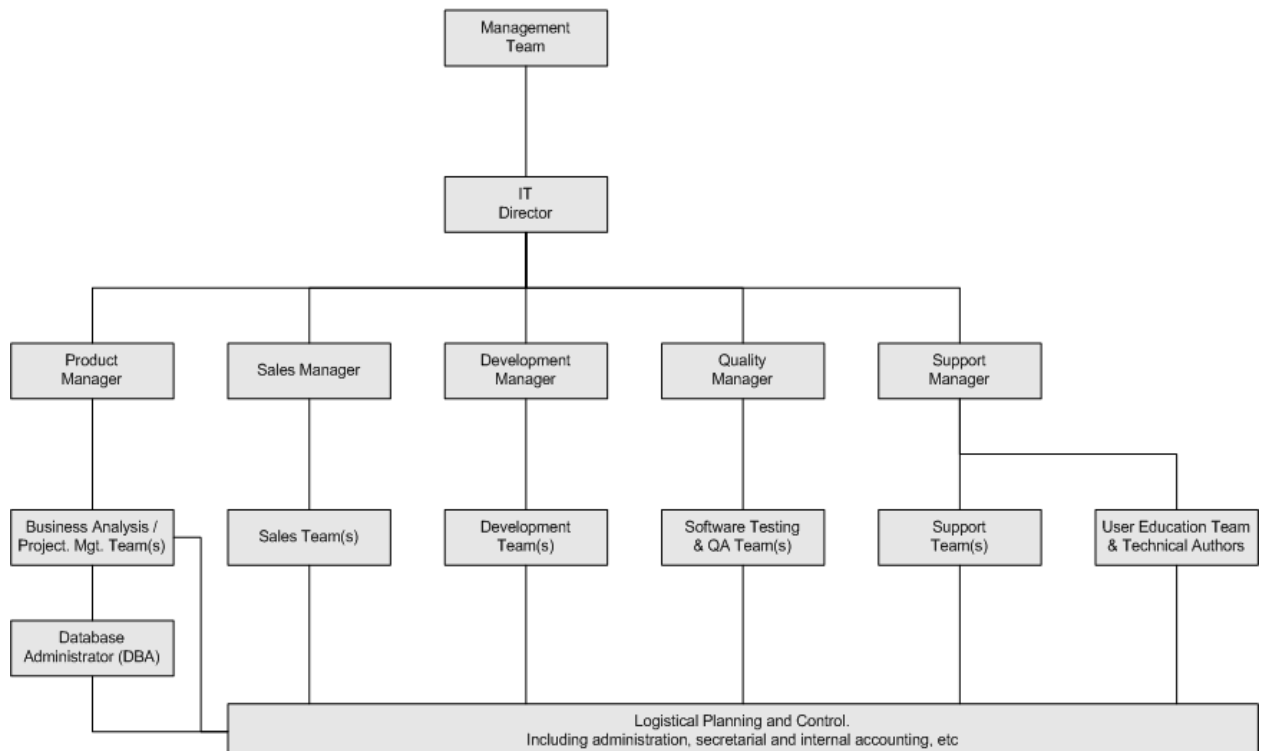 Management
Team
IT
Director
Product
Manager
Sales Manager
Development
Manager
Quality
Manager
Support
Manager
Business Analysis /
Project. Mgt. Team(s)
Sales Team(s)
Development
Team(s)
Software Testing
& QA Team(s)
Support
Team(s)
User Education Team
& Technical Authors
Database
Administrator (DBA)
Logistical Planning and Control.
Including administration, secretarial and internal accounting, etc